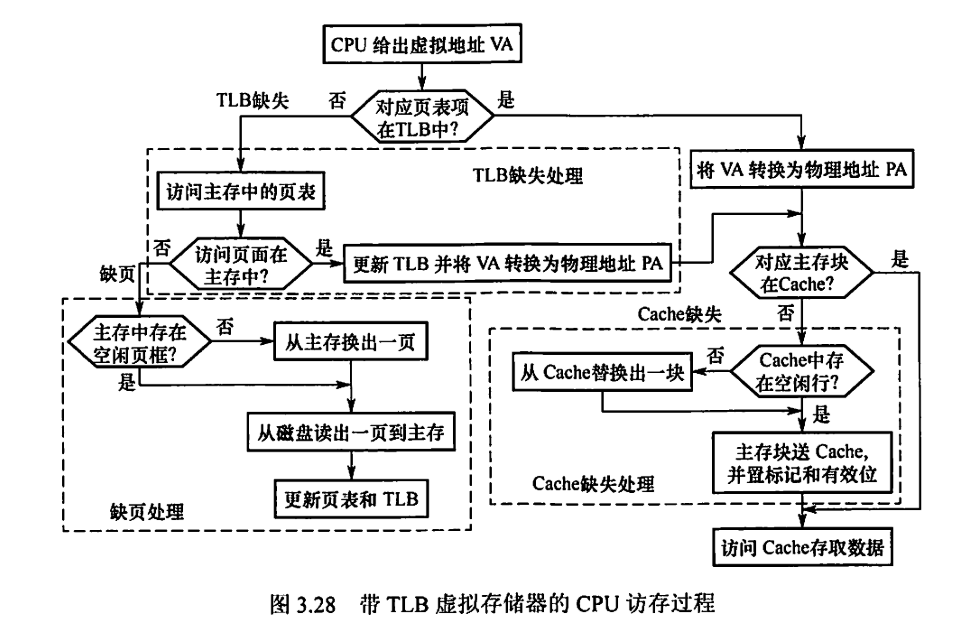 CPU 给出虚拟地址 VA
TLB缺失
否
对应页表项
在TLB中？
是
TLB缺失处理
访问主存中的页表
将 VA 转换为物理地址 PA
否
访问页面在
主存中？
是
更新 TLB 并将 VA 转换为物理地址 PA
缺页
对应主存块
在Cache？
是
Cache缺失
否
主存中存在
空闲页框？
否
从主存换出一页
是
从 Cache替换出一块
否
Cache中存
在空闲行？
是
从磁盘读出一页到主存
主存块送 Cache，
并置标记和有效位
更新页表和 TLB
缺页处理
Cache缺失处理
访问 Cache存取数据
图 3.28 带 TLB 虚拟存储器的 CPU 访存过程